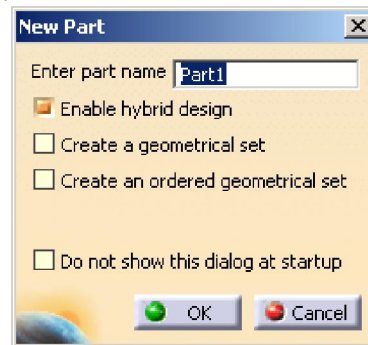 New Part
Enter part name Part1
Enable hybrid design
Create a geometrical set
Create an ordered geometrical set
Do not show this dialog at startup
OK Cancel